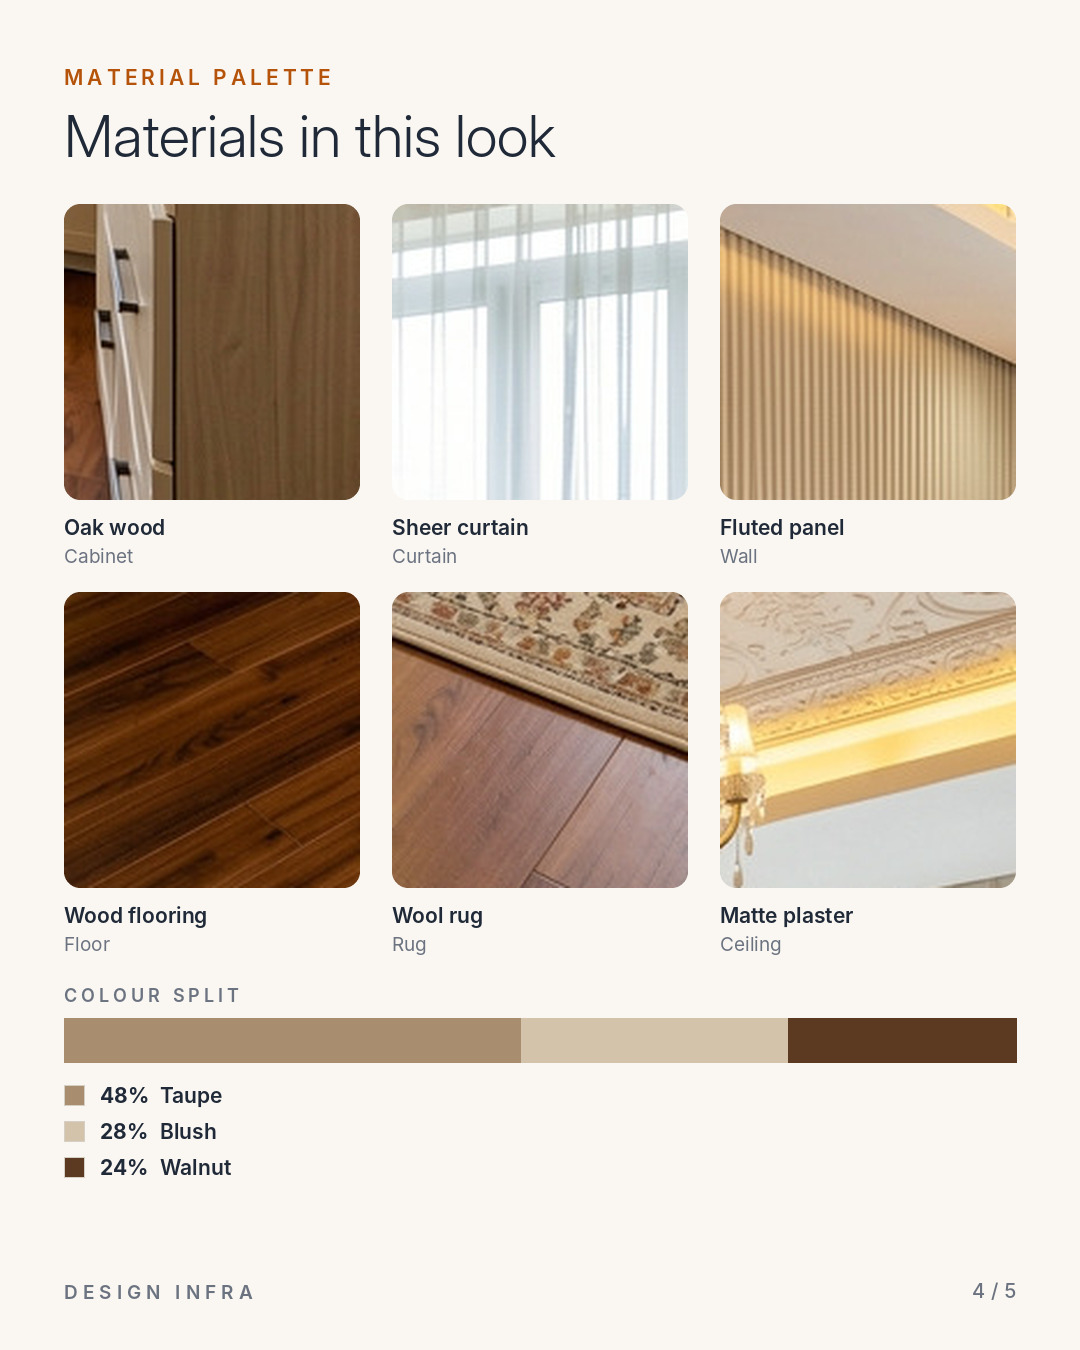 MATERIAL PALETTE
Materials in this look
Oak wood
Cabinet
Sheer curtain
Curtain
Fluted panel
Wall
Wood flooring
Floor
Wool rug
Rug
Matte plaster
Ceiling
COLOUR SPLIT
48% Taupe
28% Blush
24% Walnut
DESIGN INFRA
4 / 5